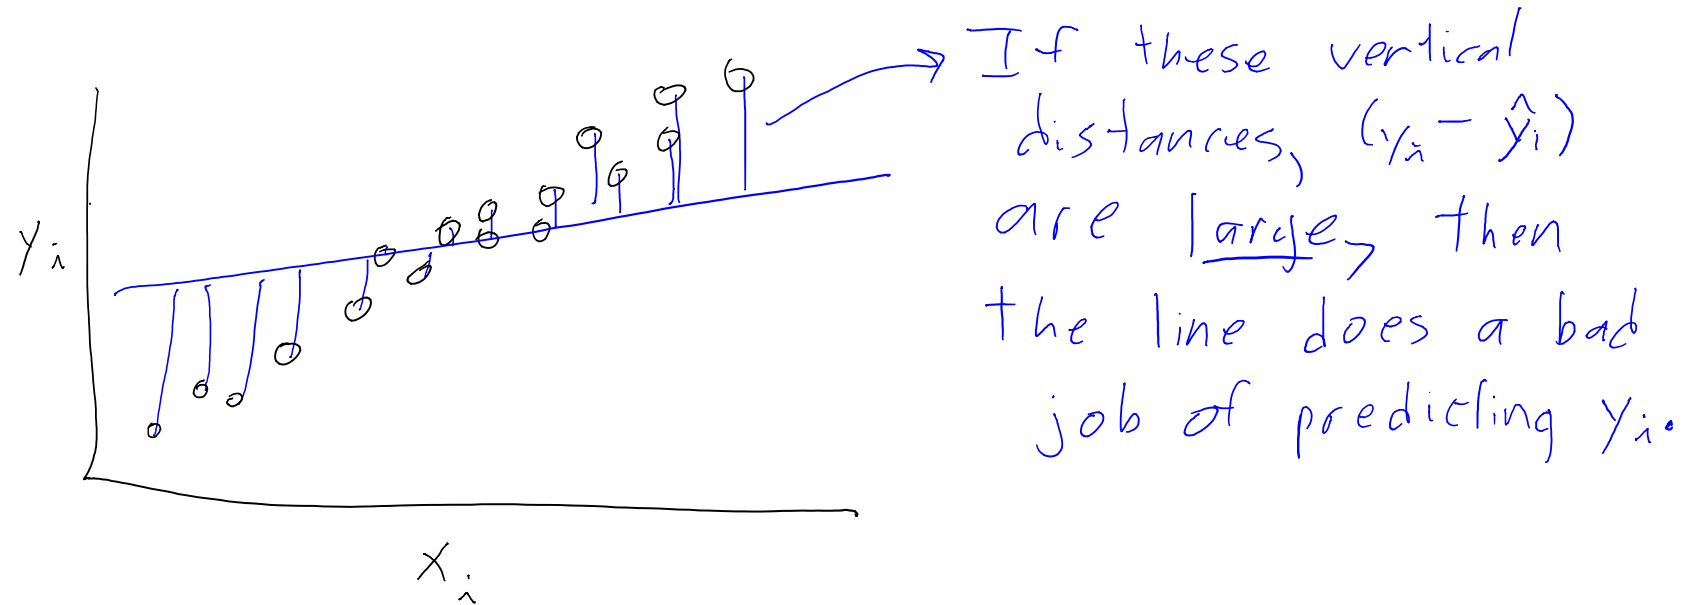 If these vertical
distances, (yᵢ - ŷᵢ)
are large, then
the line does a bad
job of predicting yᵢ.
yᵢ
xᵢ